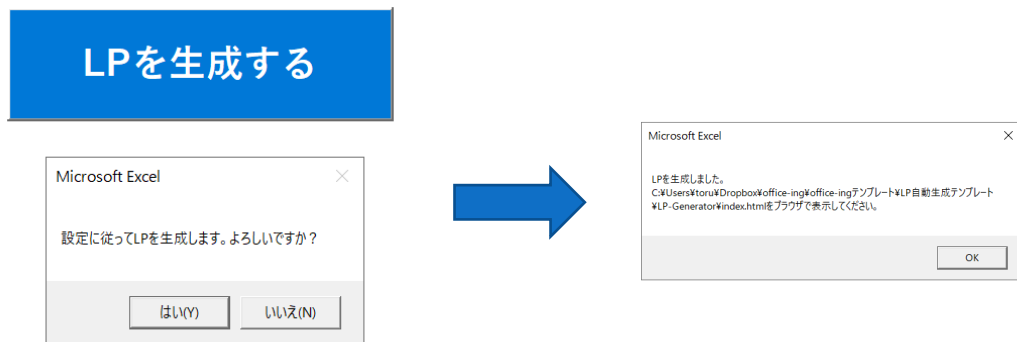 LPを生成する
Microsoft Excel
設定に従ってLPを生成します。よろしいですか？
はい(Y)
いいえ(N)
Microsoft Excel
LPを生成しました。
C:¥Users¥toru¥Dropbox¥office-ing¥office-ingテンプレート¥LP自動生成テンプレート
¥LP-Generator¥index.htmlをブラウザで表示してください。
OK